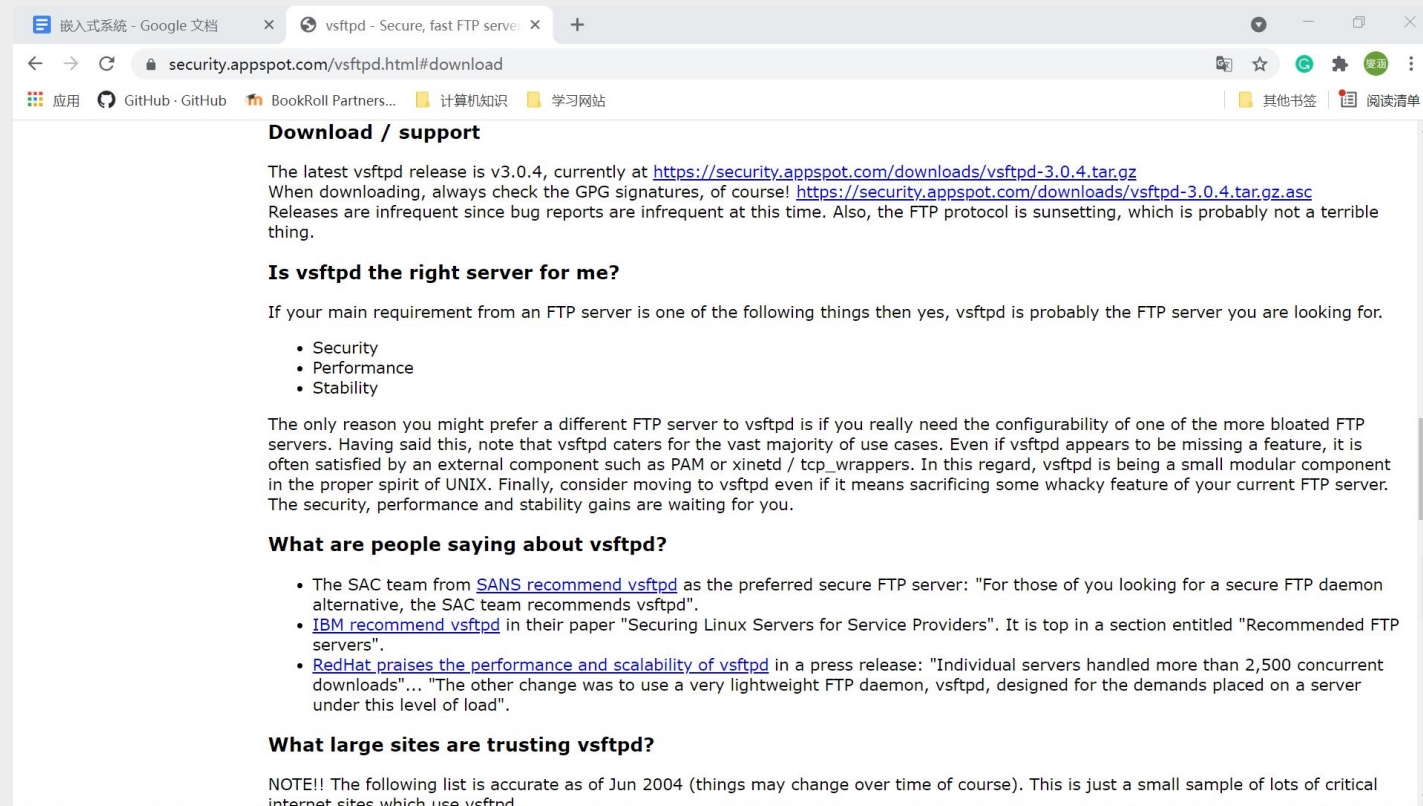 嵌入式系統 - Google 文档
vsftpd - Secure, fast FTP serve
security.appspot.com/vsftpd.html#download
燮涵
应用
GitHub · GitHub
BookRoll Partners...
计算机知识
学习网站
其他书签
阅读清单
Download / support
The latest vsftpd release is v3.0.4, currently at https://security.appspot.com/downloads/vsftpd-3.0.4.tar.gz
When downloading, always check the GPG signatures, of course! https://security.appspot.com/downloads/vsftpd-3.0.4.tar.gz.asc
Releases are infrequent since bug reports are infrequent at this time. Also, the FTP protocol is sunsetting, which is probably not a terrible
thing.
Is vsftpd the right server for me?
If your main requirement from an FTP server is one of the following things then yes, vsftpd is probably the FTP server you are looking for.
• Security
• Performance
• Stability
The only reason you might prefer a different FTP server to vsftpd is if you really need the configurability of one of the more bloated FTP
servers. Having said this, note that vsftpd caters for the vast majority of use cases. Even if vsftpd appears to be missing a feature, it is
often satisfied by an external component such as PAM or xinetd / tcp_wrappers. In this regard, vsftpd is being a small modular component
in the proper spirit of UNIX. Finally, consider moving to vsftpd even if it means sacrificing some whacky feature of your current FTP server.
The security, performance and stability gains are waiting for you.
What are people saying about vsftpd?
• The SAC team from SANS recommend vsftpd as the preferred secure FTP server: "For those of you looking for a secure FTP daemon
alternative, the SAC team recommends vsftpd".
• IBM recommend vsftpd in their paper "Securing Linux Servers for Service Providers". It is top in a section entitled "Recommended FTP
servers".
• RedHat praises the performance and scalability of vsftpd in a press release: "Individual servers handled more than 2,500 concurrent
downloads"... "The other change was to use a very lightweight FTP daemon, vsftpd, designed for the demands placed on a server
under this level of load".
What large sites are trusting vsftpd?
NOTE!! The following list is accurate as of Jun 2004 (things may change over time of course). This is just a small sample of lots of critical
internet sites which use vsftpd